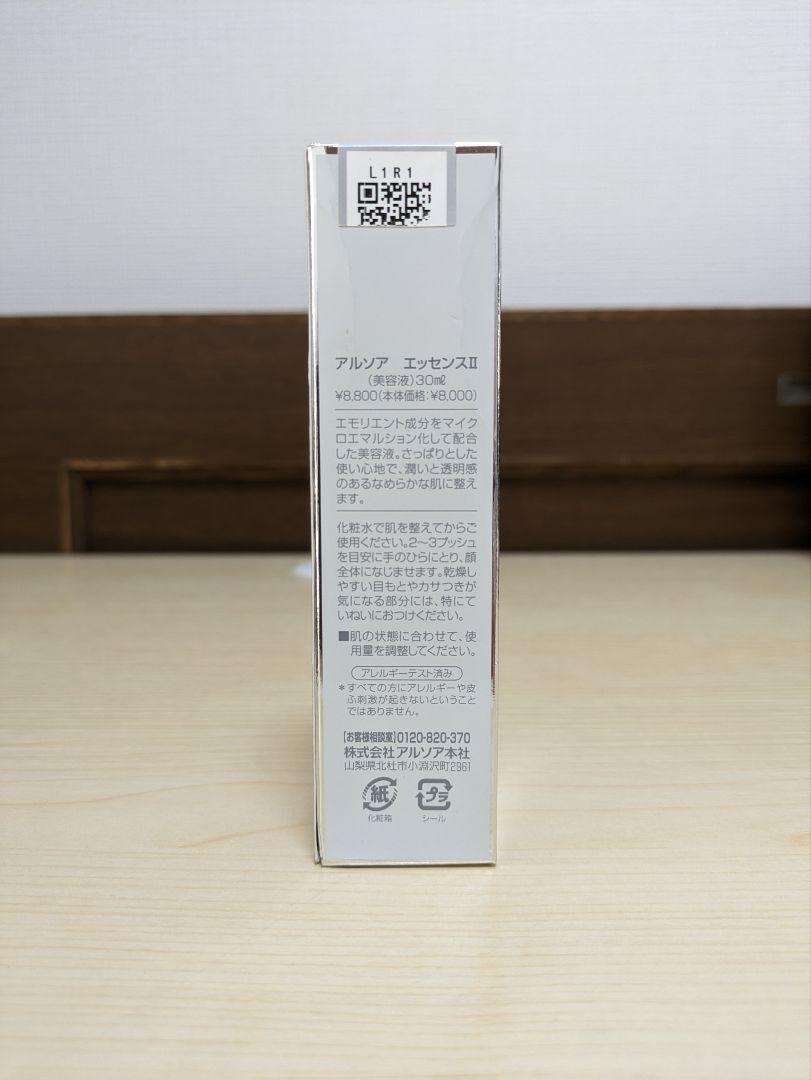 L1R1
アルソア エッセンスⅡ
(美容液)30㎖
¥8,800(本体価格:¥8,000)
エモリエント成分をマイク
ロエマルション化して配合
した美容液。さっぱりとした
使い心地で、潤いと透明感
のあるなめらかな肌に整え
ます。
化粧水で肌を整えてからご
使用ください。2〜3プッシュ
を目安に手のひらにとり、顔
全体になじませます。乾燥し
やすい目もとやカサつきが
気になる部分には、特にて
いねいにおつけください。
■肌の状態に合わせて、使
用量を調整してください。
アレルギーテスト済み
*すべての方にアレルギーや皮
ふ刺激が起きないということ
ではありません。
【お客様相談室】0120-820-370
株式会社アルソア本社
山梨県北杜市小淵沢町2961
紙 プラ
化粧箱 シール